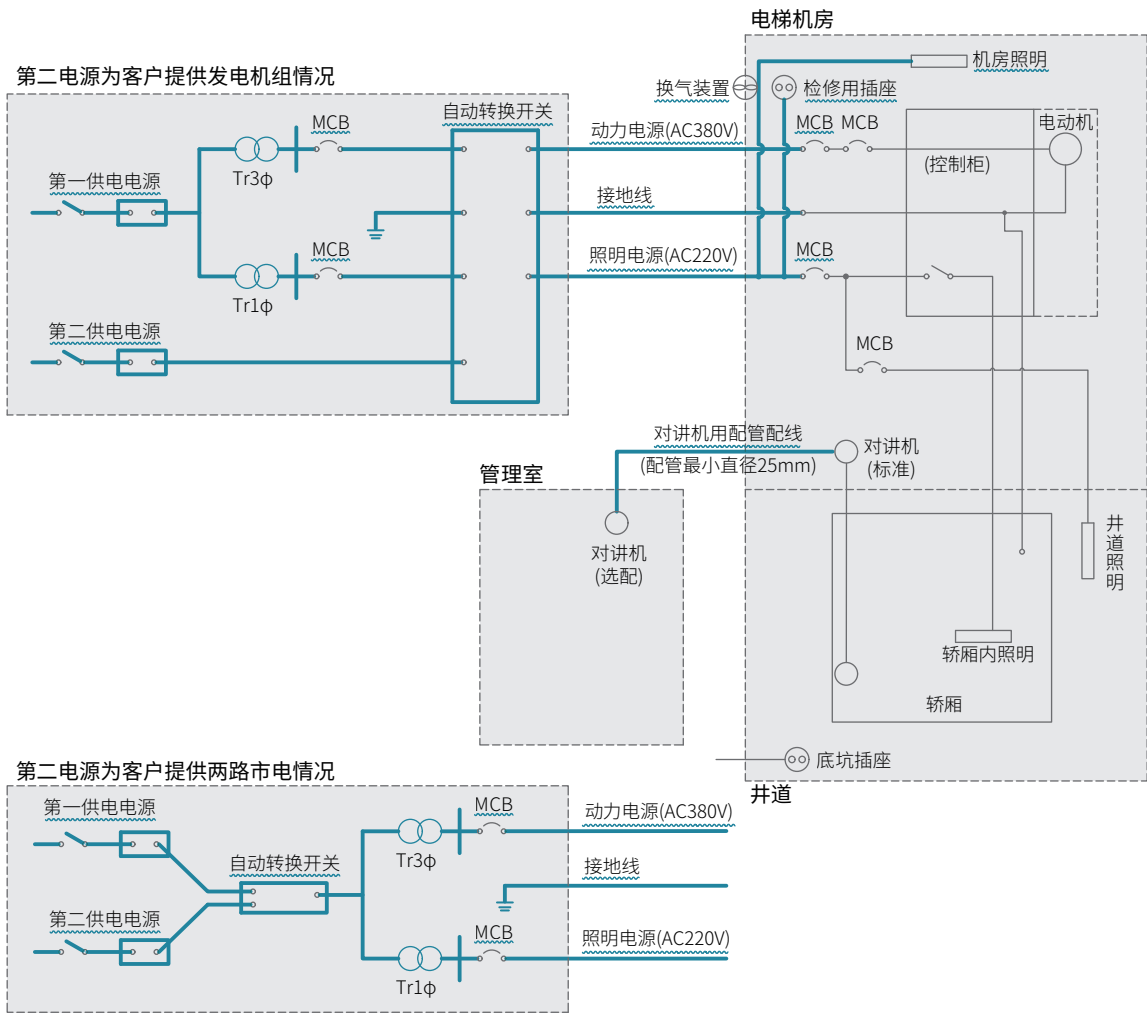 电梯机房
第二电源为客户提供发电机组情况
机房照明
换气装置
检修用插座
自动转换开关
MCB
动力电源(AC380V)
MCB
MCB
电动机
(控制柜)
Tr3φ
第一供电电源
接地线
MCB
照明电源(AC220V)
MCB
Tr1φ
第二供电电源
MCB
对讲机用配管配线
(配管最小直径25mm)
对讲机
(标准)
管理室
对讲机
(选配)
井道照明
轿厢内照明
轿厢
底坑插座
井道
第二电源为客户提供两路市电情况
第一供电电源
MCB
动力电源(AC380V)
Tr3φ
自动转换开关
接地线
第二供电电源
MCB
照明电源(AC220V)
Tr1φ